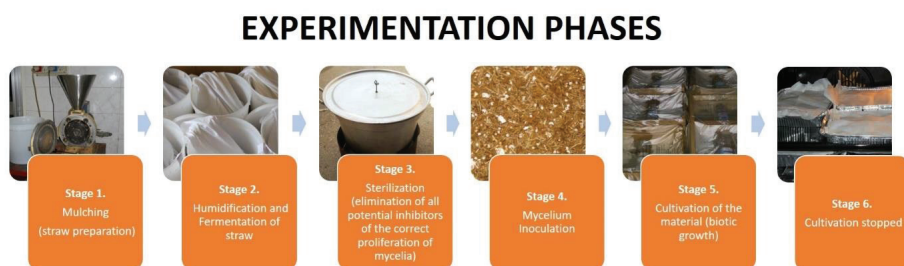 EXPERIMENTATION PHASES
Stage 1.
Mulching
(straw preparation)
Stage 2.
Humidification and
Fermentation of
straw
Stage 3.
Sterilization
(elimination of all
potential inhibitors
of the correct
proliferation of
mycelia)
Stage 4.
Mycelium
Inoculation
Stage 5.
Cultivation of the
material (biotic
growth)
Stage 6.
Cultivation stopped